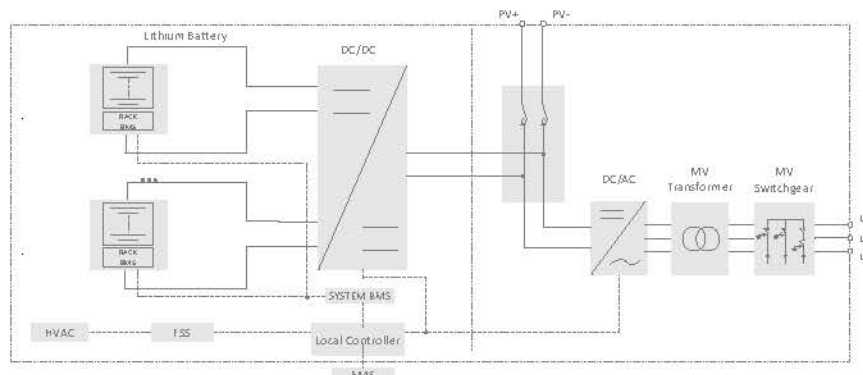 PV+ PV-
Lithium Battery
DC/DC
RACK
BMS
DC/AC
MV
Transformer
MV
Switchgear
RACK
BMS
SYSTEM BMS
HVAC
FSS
Local Controller